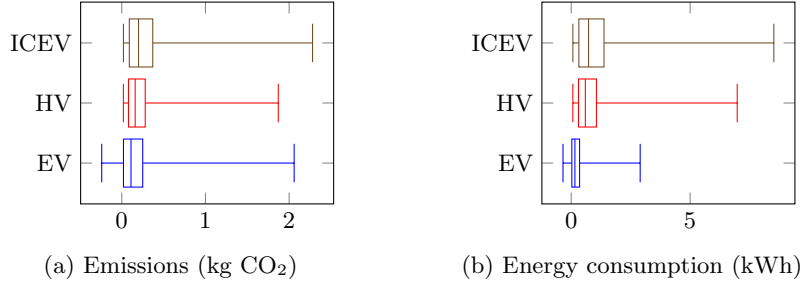 ICEV
HV
EV
0 1 2
(a) Emissions (kg CO₂)
ICEV
HV
EV
0 5
(b) Energy consumption (kWh)